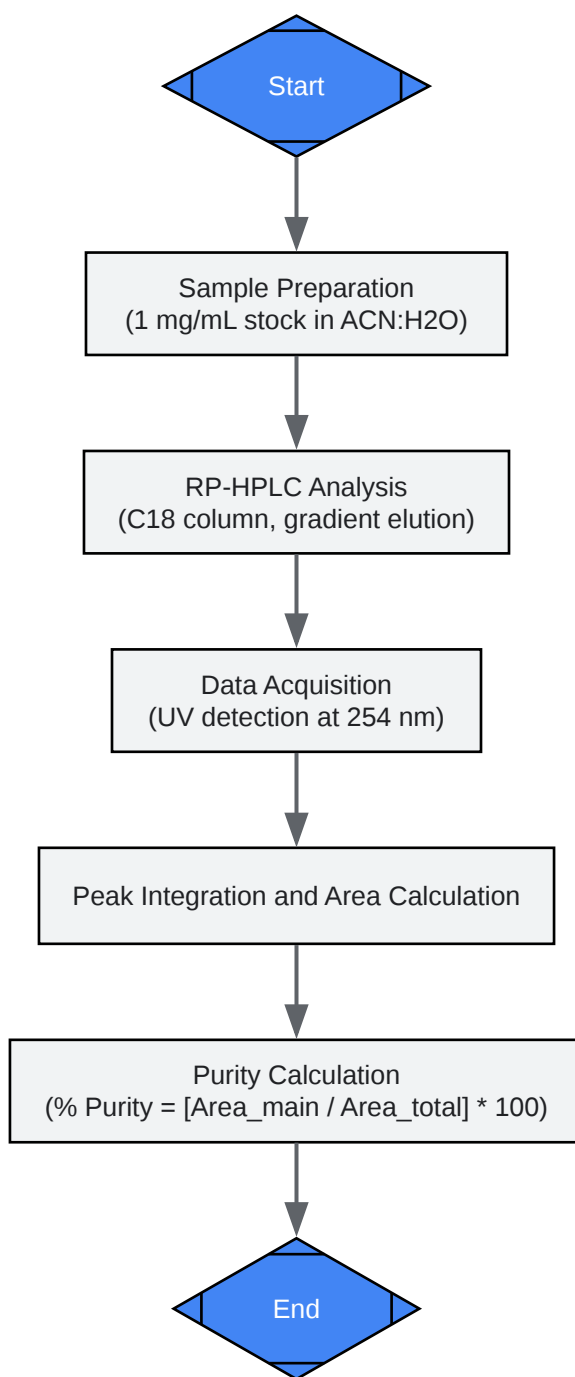 Start
Sample Preparation
(1 mg/mL stock in ACN:H2O)
RP-HPLC Analysis
(C18 column, gradient elution)
Data Acquisition
(UV detection at 254 nm)
Peak Integration and Area Calculation
Purity Calculation
(% Purity = [Area_main / Area_total] * 100)
End